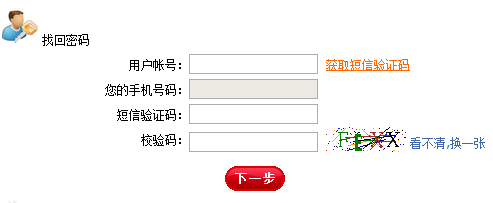 找回密码
用户帐号： 获取短信验证码
您的手机号码：
短信验证码：
校验码： FEXX 看不清,换一张
下一步